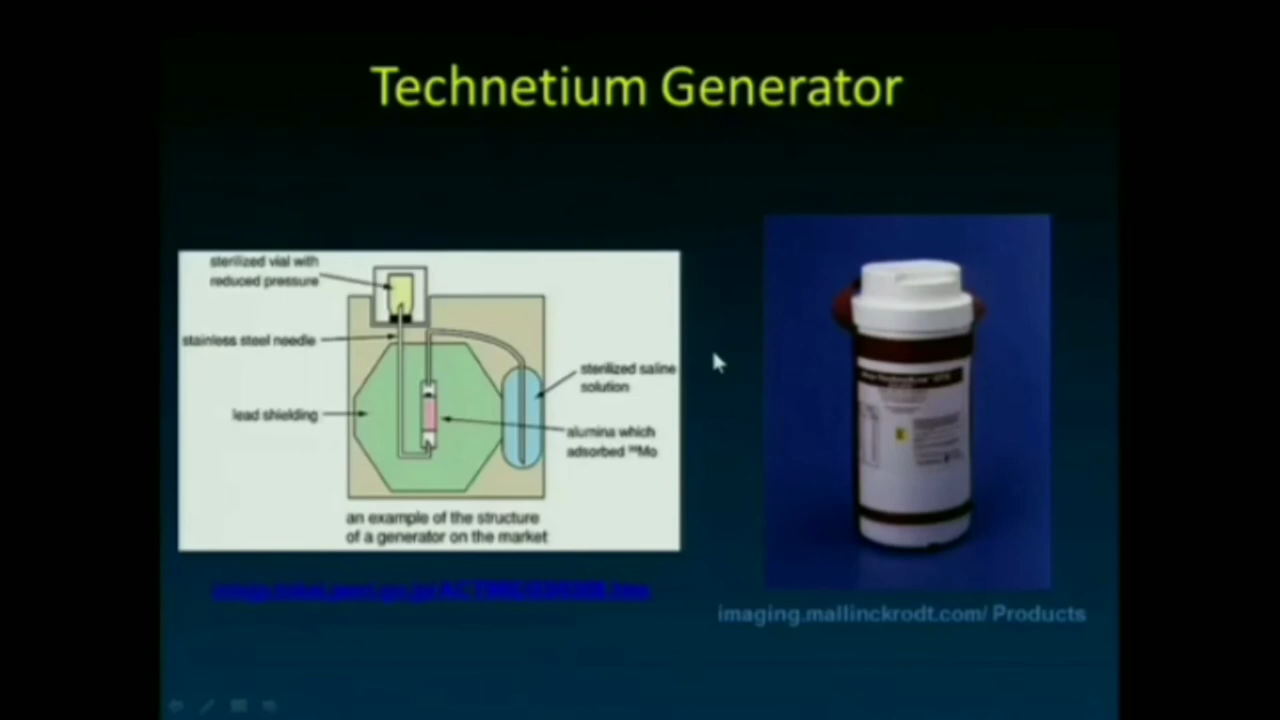 Technetium Generator
sterilized vial with
reduced pressure
stainless steel needle
lead shielding
sterilized saline
solution
alumina which
adsorbed ⁹⁹Mo
an example of the structure
of a generator on the market
imaging.mallinckrodt.com/ Products